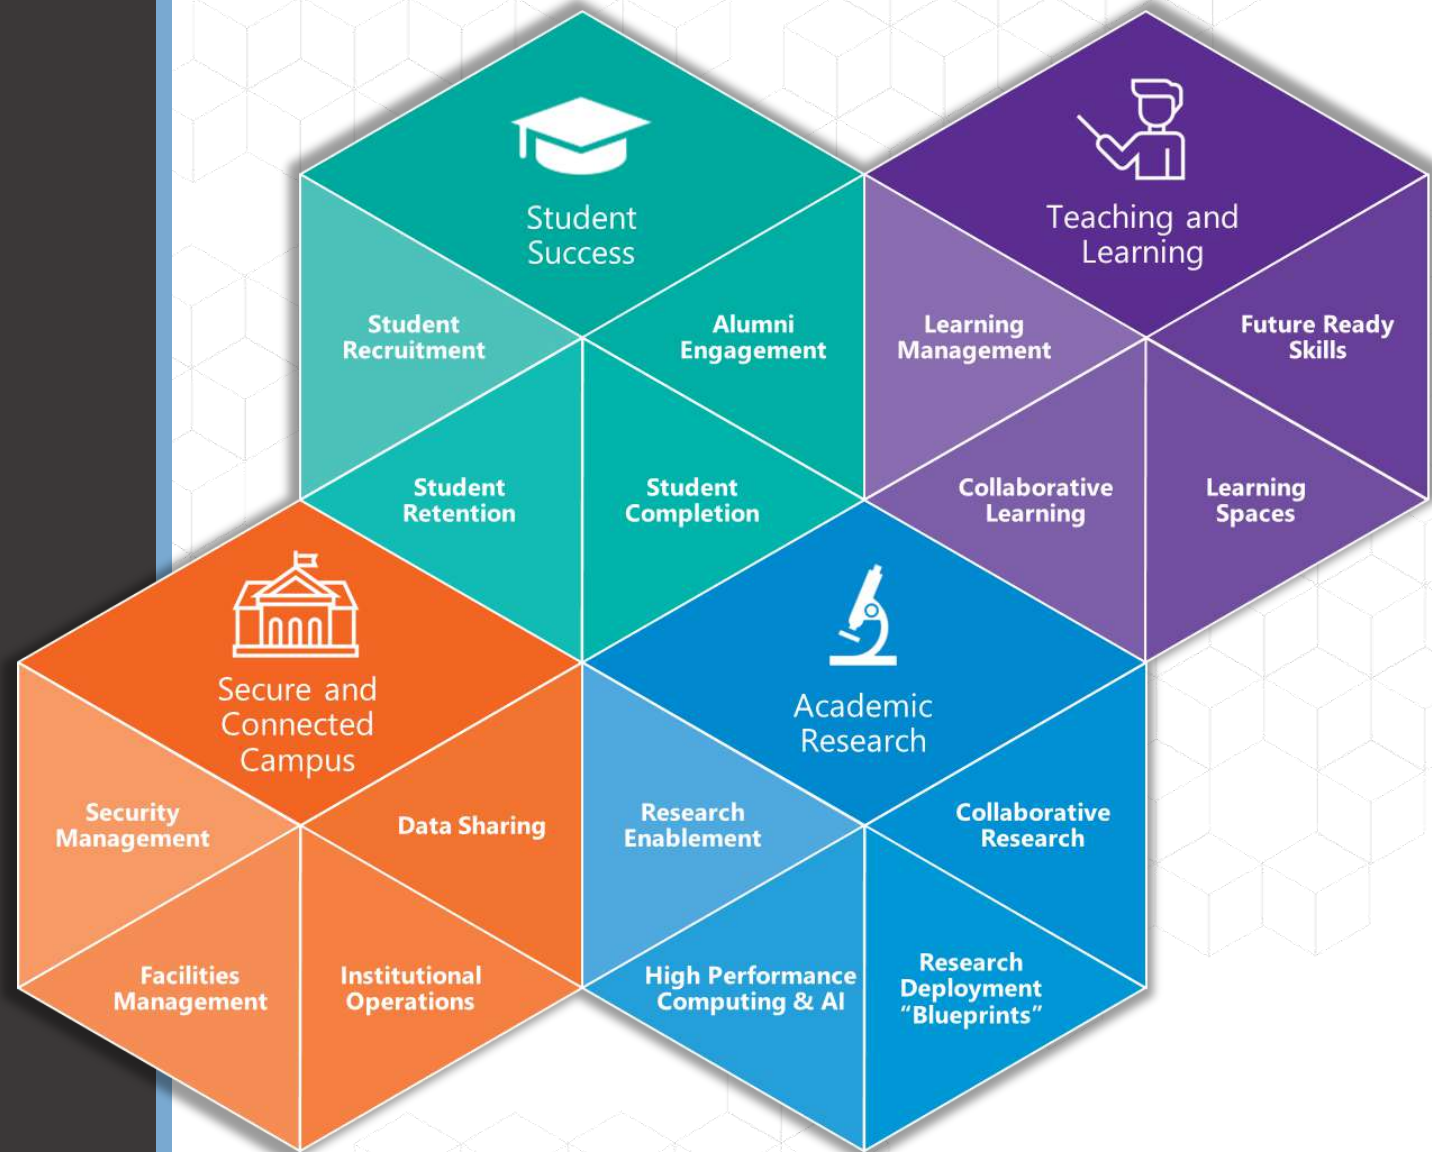 Student
Success
Student
Recruitment
Alumni
Engagement
Student
Retention
Student
Completion
Teaching and
Learning
Learning
Management
Future Ready
Skills
Collaborative
Learning
Learning
Spaces
Secure and
Connected
Campus
Security
Management
Data Sharing
Facilities
Management
Institutional
Operations
Academic
Research
Research
Enablement
Collaborative
Research
High Performance
Computing & AI
Research
Deployment
“Blueprints”